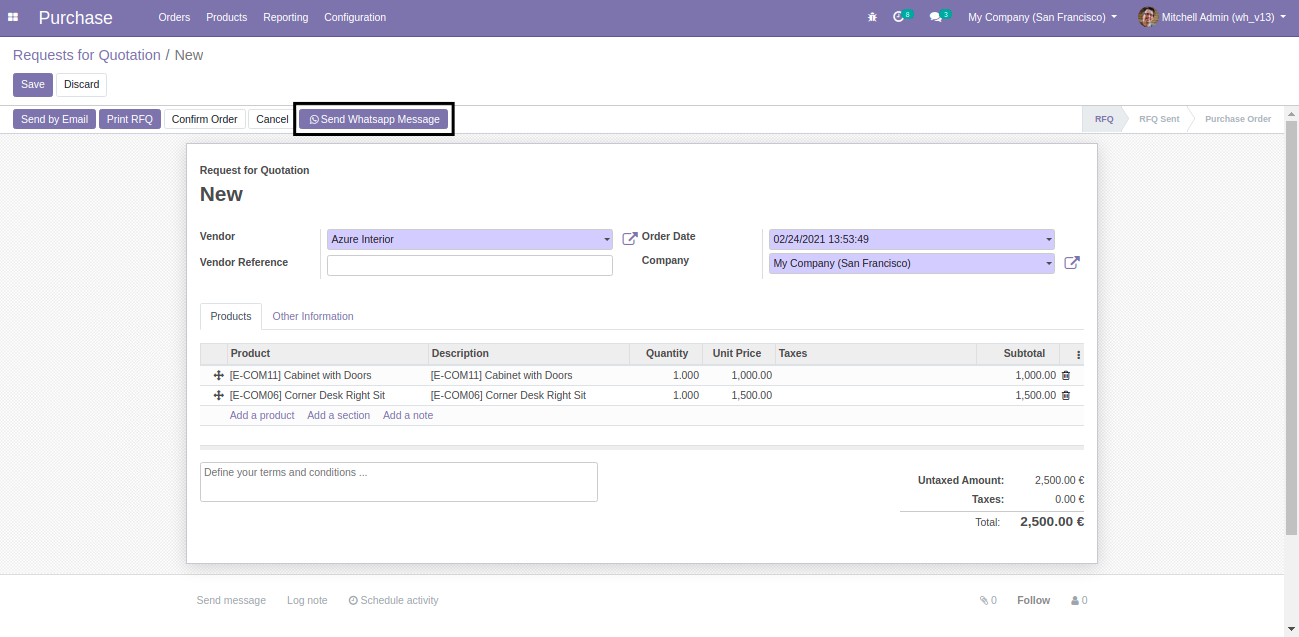 Purchase Orders Products Reporting Configuration 8 3 My Company (San Francisco) Mitchell Admin (wh_v13)
Requests for Quotation / New
Save Discard
Send by Email Print RFQ Confirm Order Cancel Send Whatsapp Message RFQ RFQ Sent Purchase Order
Request for Quotation
New
Vendor Azure Interior Order Date 02/24/2021 13:53:49
Vendor Reference Company My Company (San Francisco)
Products Other Information
Product Description Quantity Unit Price Taxes Subtotal
[E-COM11] Cabinet with Doors [E-COM11] Cabinet with Doors 1.000 1,000.00 1,000.00
[E-COM06] Corner Desk Right Sit [E-COM06] Corner Desk Right Sit 1.000 1,500.00 1,500.00
Add a product Add a section Add a note
Define your terms and conditions ...
Untaxed Amount: 2,500.00 €
Taxes: 0.00 €
Total: 2,500.00 €
Send message Log note Schedule activity 0 Follow 0